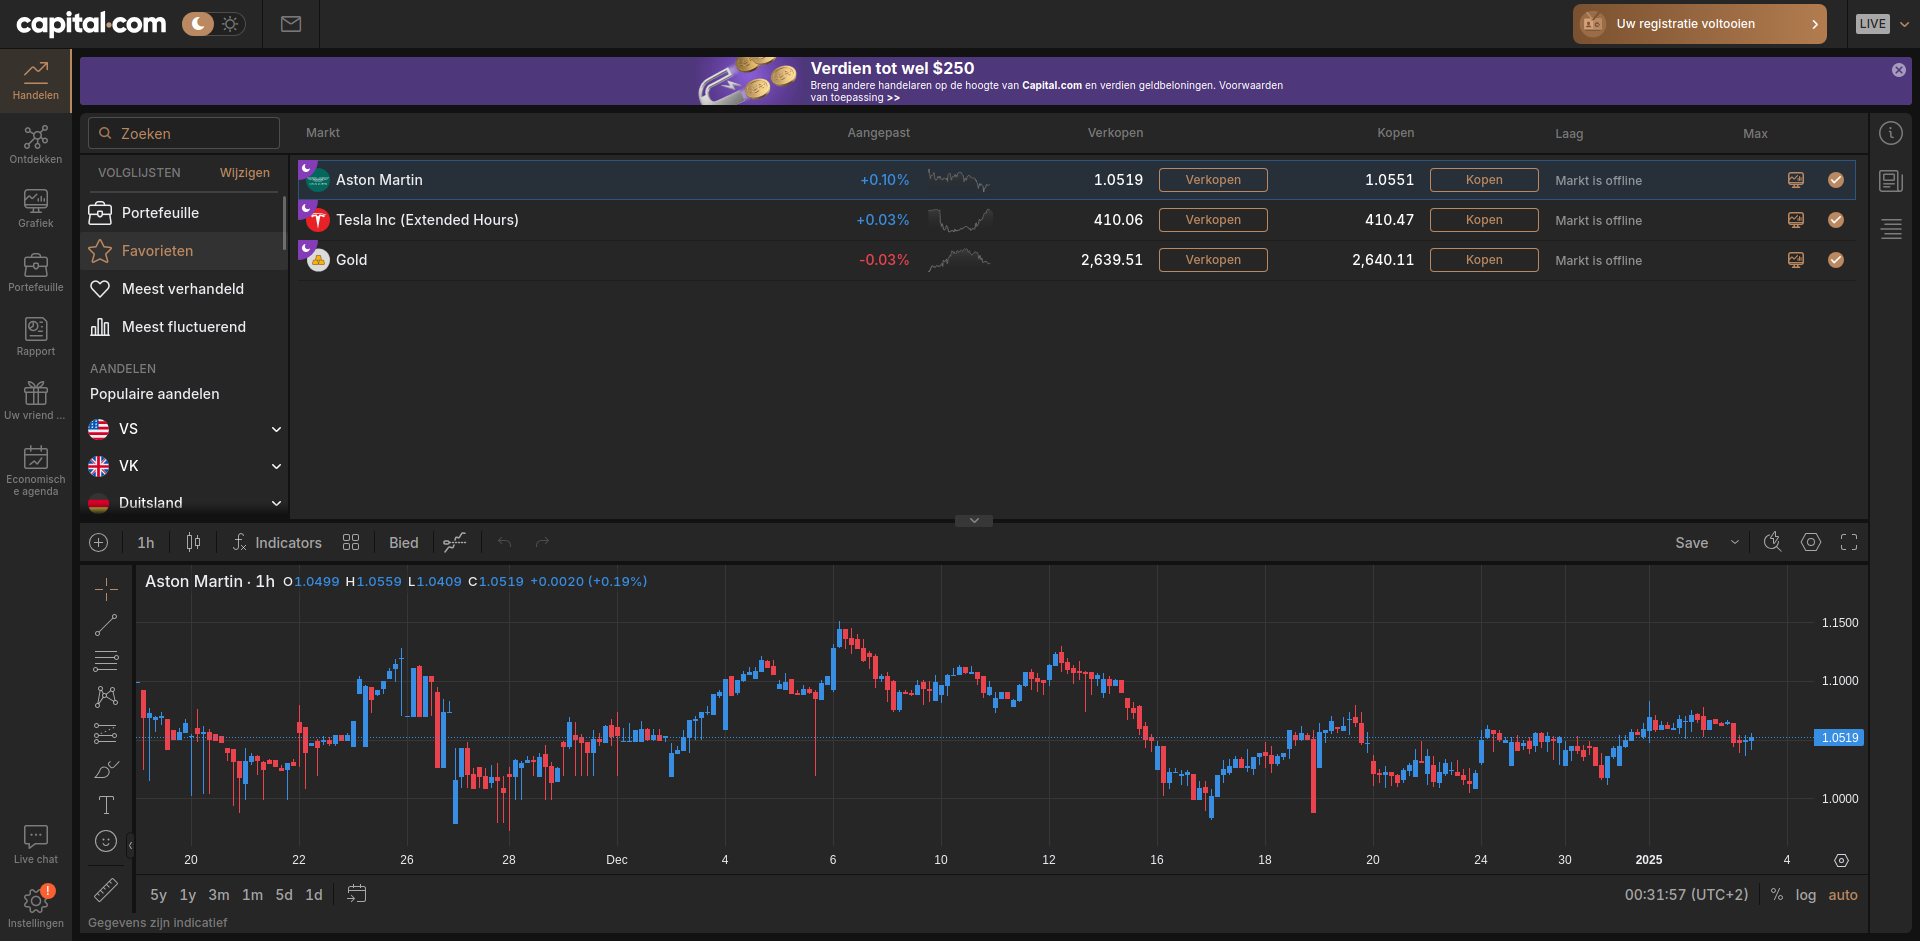 capital.com
Uw registratie voltooien
LIVE
Handelen
Ontdekken
Grafiek
Portefeuille
Rapport
Uw vriend ...
Economisch
e agenda
Live chat
!
Instellingen
Verdien tot wel $250
Breng andere handelaren op de hoogte van Capital.com en verdien geldbeloningen. Voorwaarden
van toepassing >>
Zoeken
Markt Aangepast Verkopen Kopen Laag Max
VOLGLIJSTEN Wijzigen
Portefeuille
Favorieten
Meest verhandeld
Meest fluctuerend
AANDELEN
Populaire aandelen
VS
VK
Duitsland
Aston Martin +0.10% 1.0519 Verkopen 1.0551 Kopen Markt is offline
Tesla Inc (Extended Hours) +0.03% 410.06 Verkopen 410.47 Kopen Markt is offline
Gold -0.03% 2,639.51 Verkopen 2,640.11 Kopen Markt is offline
1h Indicators Bied Save
Aston Martin · 1h O1.0499 H1.0559 L1.0409 C1.0519 +0.0020 (+0.19%)
1.1500
1.1000
1.0519
1.0000
20 22 26 28 Dec 4 6 10 12 16 18 20 24 30 2025 4
5y 1y 3m 1m 5d 1d 00:31:57 (UTC+2) % log auto
Gegevens zijn indicatief